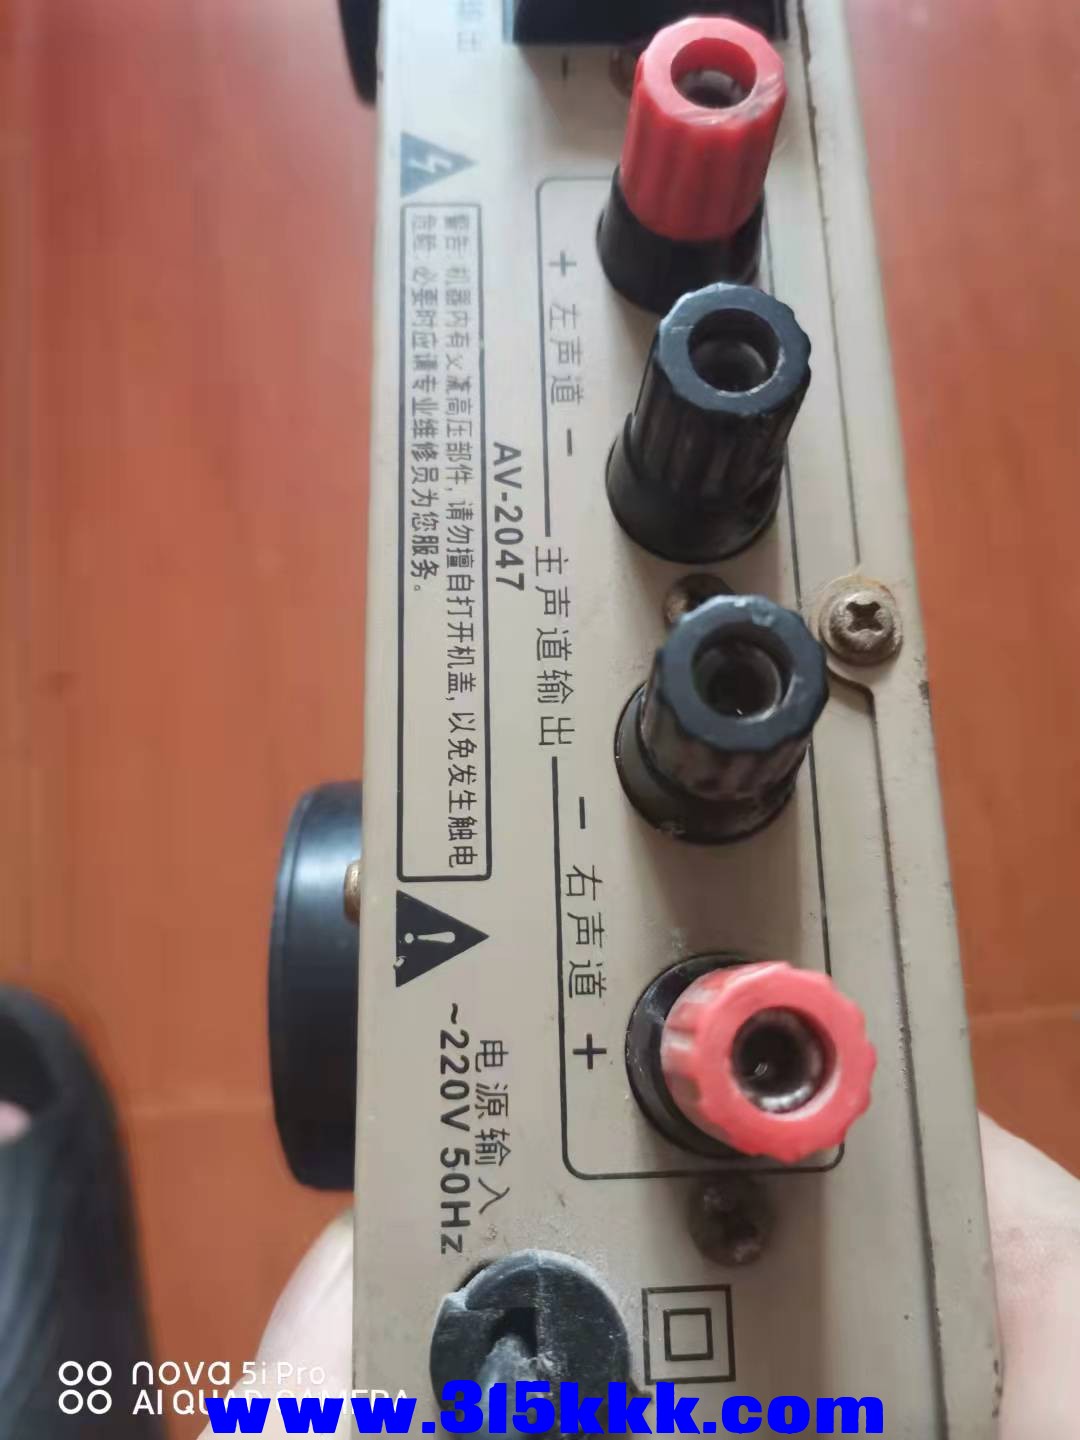 警告: 机器内有交流高压部件, 请勿擅自打开机盖, 以免发生触电
危险. 必要时应请专业维修员为您服务。
AV-2047
+ 左声道 −
主声道输出
− 右声道 +
电源输入
~220V 50Hz
nova 5i Pro
AI QUAD CAMERA
www.315kkk.com